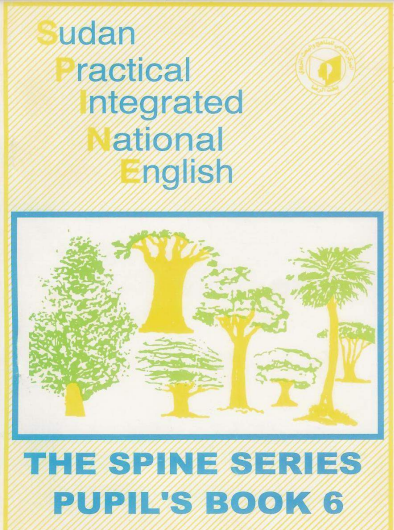 Sudan
Practical
Integrated
National
English
THE SPINE SERIES
PUPIL'S BOOK 6